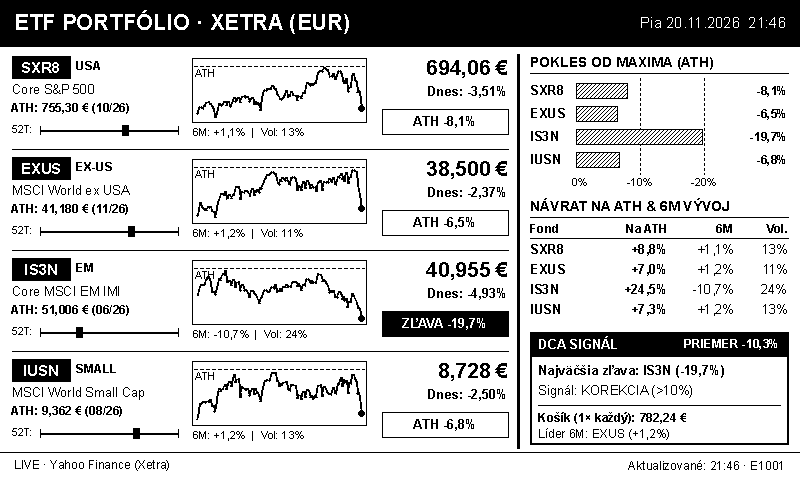 ETF PORTFÓLIO · XETRA (EUR)
Pia 20.11.2026 21:46
SXR8 USA
Core S&P 500
ATH: 755,30 € (10/26)
52T:
ATH
6M: +1,1% | Vol: 13%
694,06 €
Dnes: -3,51%
ATH -8,1%
EXUS EX-US
MSCI World ex USA
ATH: 41,180 € (11/26)
52T:
ATH
6M: +1,2% | Vol: 11%
38,500 €
Dnes: -2,37%
ATH -6,5%
IS3N EM
Core MSCI EM IMI
ATH: 51,006 € (06/26)
52T:
ATH
6M: -10,7% | Vol: 24%
40,955 €
Dnes: -4,93%
ZĽAVA -19,7%
IUSN SMALL
MSCI World Small Cap
ATH: 9,362 € (08/26)
52T:
ATH
6M: +1,2% | Vol: 13%
8,728 €
Dnes: -2,50%
ATH -6,8%
POKLES OD MAXIMA (ATH)
SXR8 -8,1%
EXUS -6,5%
IS3N -19,7%
IUSN -6,8%
0% -10% -20%
NÁVRAT NA ATH & 6M VÝVOJ
Fond Na ATH 6M Vol.
SXR8 +8,8% +1,1% 13%
EXUS +7,0% +1,2% 11%
IS3N +24,5% -10,7% 24%
IUSN +7,3% +1,2% 13%
DCA SIGNÁL PRIEMER -10,3%
Najväčšia zľava: IS3N (-19,7%)
Signál: KOREKCIA (>10%)
Košík (1× každý): 782,24 €
Líder 6M: EXUS (+1,2%)
LIVE · Yahoo Finance (Xetra)
Aktualizované: 21:46 · E1001